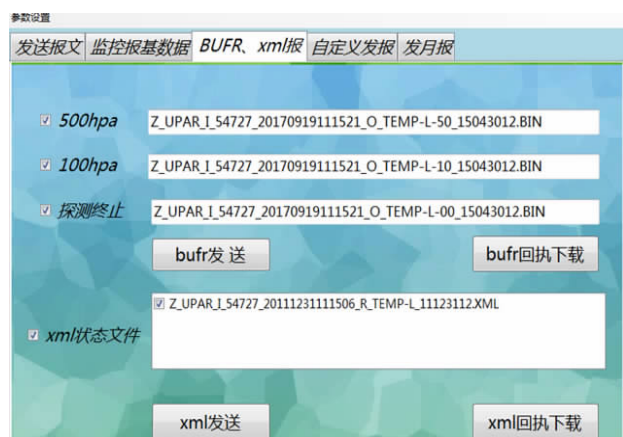 参数设置
发送报文 监控报基数据 BUFR、xml报 自定义发报 发月报
500hpa Z_UPAR_I_54727_20170919111521_O_TEMP-L-50_15043012.BIN
100hpa Z_UPAR_I_54727_20170919111521_O_TEMP-L-10_15043012.BIN
探测终止 Z_UPAR_I_54727_20170919111521_O_TEMP-L-00_15043012.BIN
bufr发 送 bufr回执下载
Z_UPAR_I_54727_20111231111506_R_TEMP-L_11123112.XML
xml状态文件
xml发送 xml回执下载